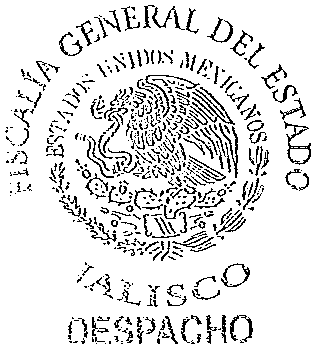 FISCALÍA GENERAL DEL ESTADO
ESTADOS UNIDOS MEXICANOS
JALISCO
DESPACHO